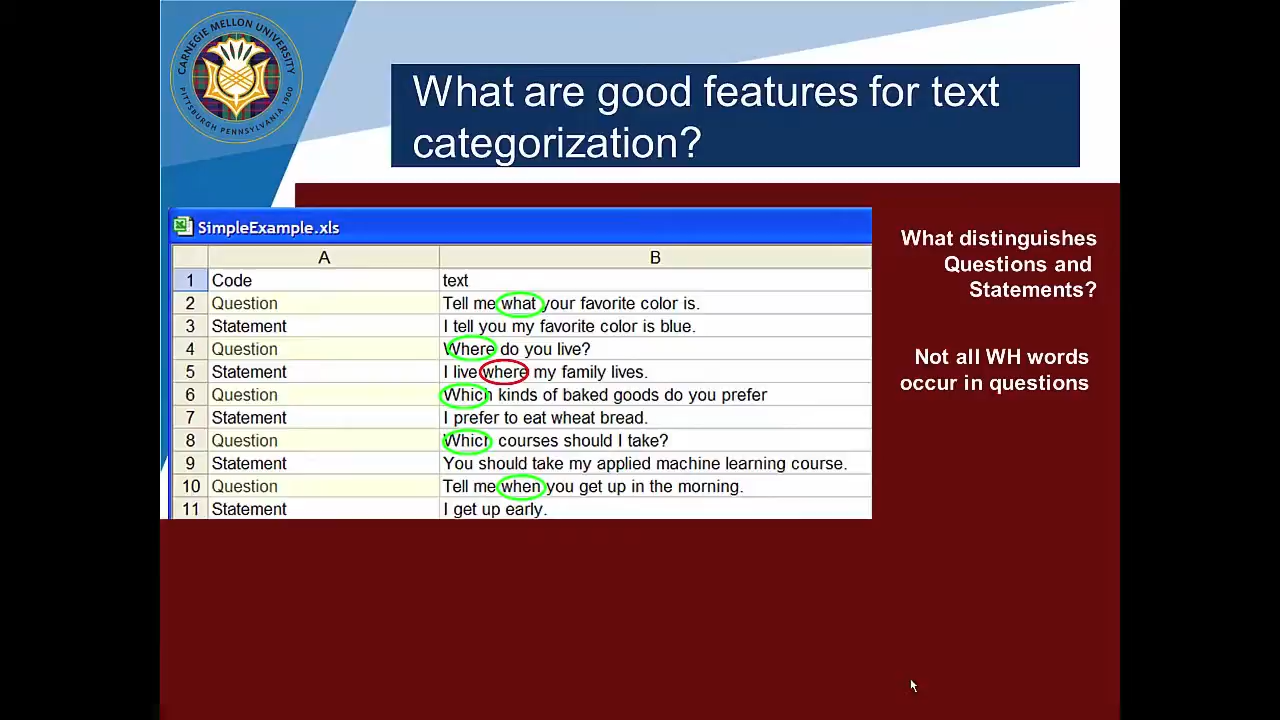 CARNEGIE MELLON UNIVERSITY
PITTSBURGH PENNSYLVANIA 1900
What are good features for text
categorization?
SimpleExample.xls
A B
1 Code text
2 Question Tell me what your favorite color is.
3 Statement I tell you my favorite color is blue.
4 Question Where do you live?
5 Statement I live where my family lives.
6 Question Which kinds of baked goods do you prefer
7 Statement I prefer to eat wheat bread.
8 Question Which courses should I take?
9 Statement You should take my applied machine learning course.
10 Question Tell me when you get up in the morning.
11 Statement I get up early.
What distinguishes
Questions and
Statements?
Not all WH words
occur in questions